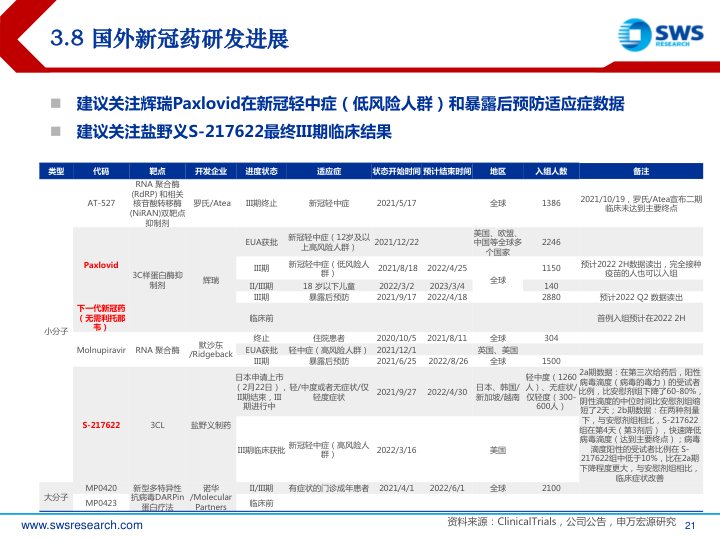 3.8 国外新冠药研发进展
SWS
RESEARCH
建议关注辉瑞Paxlovid在新冠轻中症（低风险人群）和暴露后预防适应症数据
建议关注盐野义S-217622最终III期临床结果
类型 代码 靶点 开发企业 进度状态 适应症 状态开始时间 预计结束时间 地区 入组人数 备注
小分子
AT-527
RNA 聚合酶
(RdRP) 和相关
核苷酸转移酶
(NiRAN)双靶点
抑制剂
罗氏/Atea III期终止 新冠轻中症 2021/5/17 全球 1386
2021/10/19，罗氏/Atea宣布二期
临床未达到主要终点
Paxlovid
3C样蛋白酶抑
制剂
辉瑞
EUA获批
新冠轻中症（12岁及以
上高风险人群）
2021/12/22
美国、欧盟、
中国等全球多
个国家
2246
III期
新冠轻中症（低风险人
群）
2021/8/18 2022/4/25
全球
1150
预计2022 2H数据读出，完全接种
疫苗的人也可以入组
II/III期 18 岁以下儿童 2022/3/2 2023/3/4 140
III期 暴露后预防 2021/9/17 2022/4/18 2880 预计2022 Q2 数据读出
下一代新冠药
（无需利托那
韦）
临床前 首例入组预计在2022 2H
Molnupiravir RNA 聚合酶
默沙东
/Ridgeback
终止 住院患者 2020/10/5 2021/8/11 全球 304
EUA获批 轻中症（高风险人群） 2021/12/1 英国、美国
III期 暴露后预防 2021/6/25 2022/8/26 全球 1500
S-217622 3CL 盐野义制药
日本申请上市
（2月22日），
II期结束，III
期进行中
轻/中度或者无症状/仅
轻度症状
2021/9/27 2022/4/30
日本、韩国/
新加坡/越南
轻中度（1260
人）、无症状/
仅轻度（300-
600人）
2a期数据：在第三次给药后，阳性
病毒滴度（病毒的毒力）的受试者
比例，比安慰剂组下降了60-80%，
阴性滴度的中位时间比安慰剂组缩
短了2天；2b期数据：在两种剂量
下，与安慰剂组相比，S-217622
组在第4天（第3剂后），快速降低
病毒滴度（达到主要终点）；病毒
滴度阳性的受试者比例在 S-
217622组中低于10%，比在2a期
下降程度更大，与安慰剂组相比，
临床症状改善
III期临床获批
新冠轻中症（高风险人
群）
2022/3/16 美国
大分子
MP0420
新型多特异性
抗病毒DARPin
蛋白疗法
诺华
/Molecular
Partners
II/III期 有症状的门诊成年患者 2021/4/1 2022/6/1 全球 2100
MP0423 临床前
www.swsresearch.com
资料来源：ClinicalTrials，公司公告，申万宏源研究
21